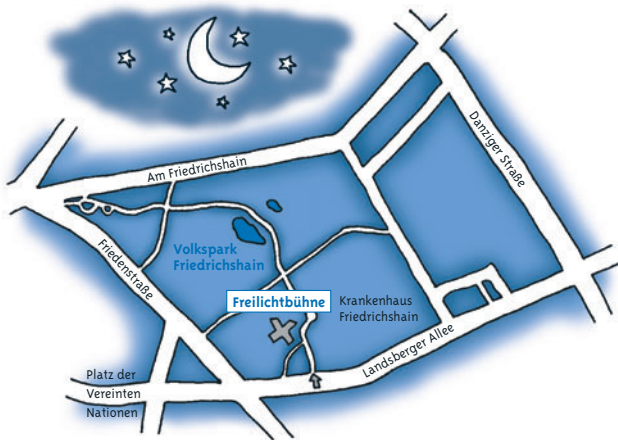 Am Friedrichshain
Danziger Straße
Friedenstraße
Volkspark
Friedrichshain
Freilichtbühne
Krankenhaus
Friedrichshain
Landsberger Allee
Platz der
Vereinten
Nationen